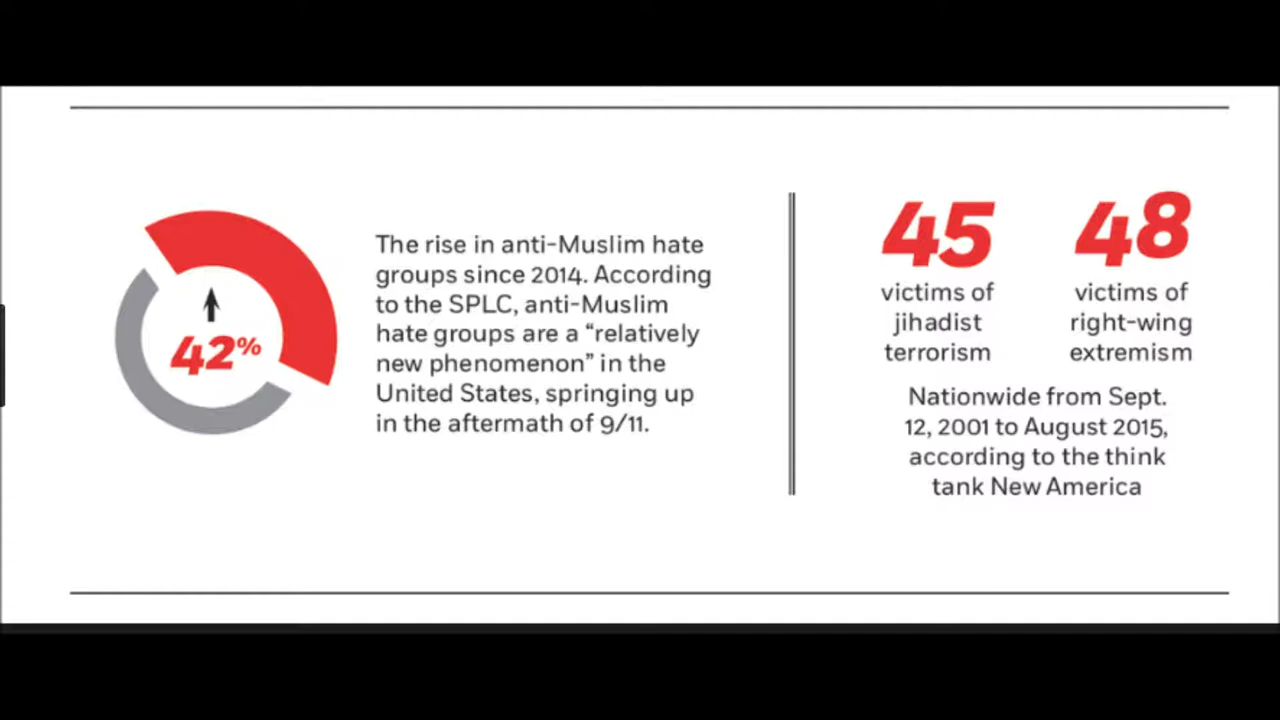 42%
The rise in anti-Muslim hate
groups since 2014. According
to the SPLC, anti-Muslim
hate groups are a “relatively
new phenomenon” in the
United States, springing up
in the aftermath of 9/11.
45
victims of
jihadist
terrorism
48
victims of
right-wing
extremism
Nationwide from Sept.
12, 2001 to August 2015,
according to the think
tank New America